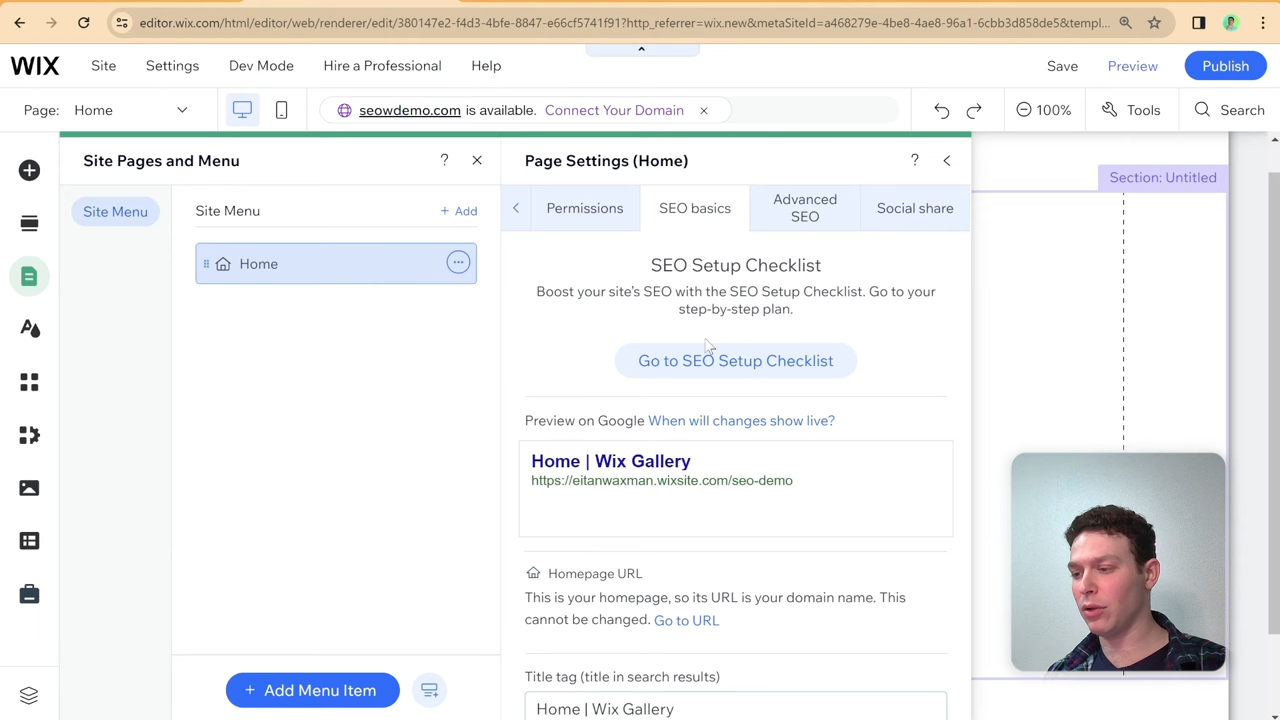 editor.wix.com/html/editor/web/renderer/edit/380147e2-f4d3-4bfe-8847-e66cf5741f91?http_referrer=wix.new&metaSiteId=a468279e-4be8-4ae8-96a1-6cbb3d858de5&templ...
WIX Site Settings Dev Mode Hire a Professional Help Save Preview Publish
Page: Home seowdemo.com is available. Connect Your Domain 100% Tools Search
Site Pages and Menu ?
Page Settings (Home) ?
Section: Untitled
Site Menu
Site Menu + Add
Home
+ Add Menu Item
Permissions SEO basics Advanced SEO Social share
SEO Setup Checklist
Boost your site's SEO with the SEO Setup Checklist. Go to your
step-by-step plan.
Go to SEO Setup Checklist
Preview on Google When will changes show live?
Home | Wix Gallery
https://eitanwaxman.wixsite.com/seo-demo
Homepage URL
This is your homepage, so its URL is your domain name. This
cannot be changed. Go to URL
Title tag (title in search results)
Home | Wix Gallery